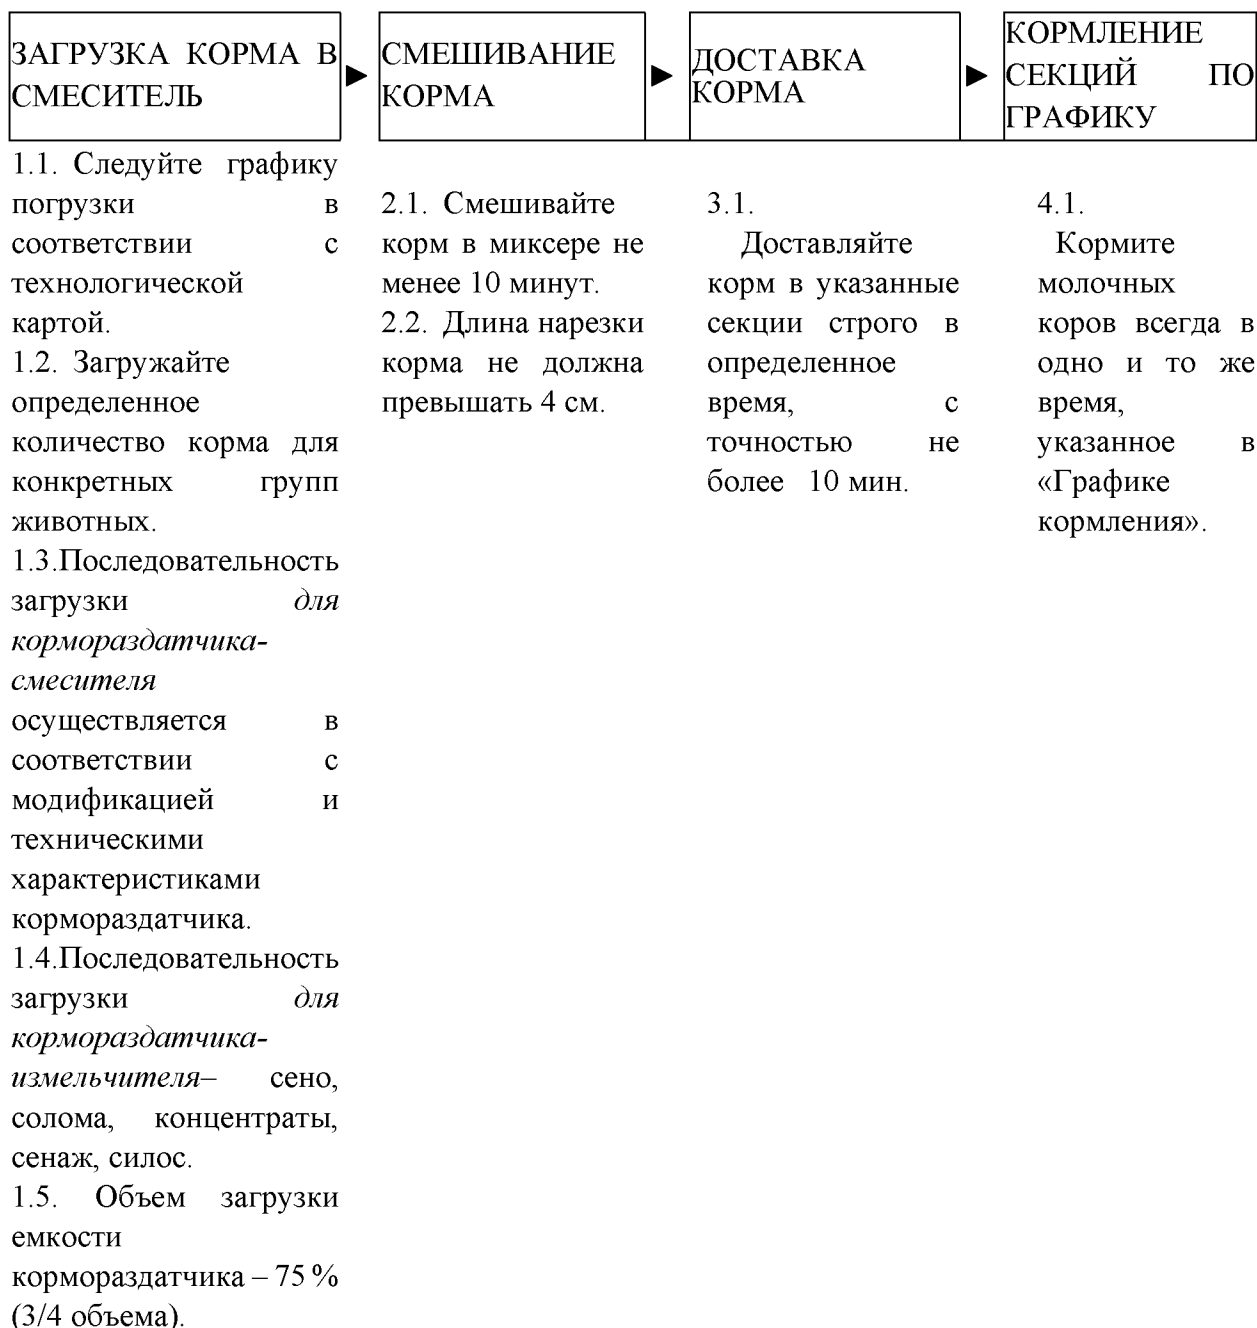 ЗАГРУЗКА КОРМА В
СМЕСИТЕЛЬ
СМЕШИВАНИЕ
КОРМА
ДОСТАВКА
КОРМА
КОРМЛЕНИЕ
СЕКЦИЙ ПО
ГРАФИКУ
1.1. Следуйте графику
погрузки в
соответствии с
технологической
картой.
1.2. Загружайте
определенное
количество корма для
конкретных групп
животных.
1.3.Последовательность
загрузки для
кормораздатчика-
смесителя
осуществляется в
соответствии с
модификацией и
техническими
характеристиками
кормораздатчика.
1.4.Последовательность
загрузки для
кормораздатчика-
измельчителя– сено,
солома, концентраты,
сенаж, силос.
1.5. Объем загрузки
емкости
кормораздатчика – 75 %
(3/4 объема).
2.1. Смешивайте
корм в миксере не
менее 10 минут.
2.2. Длина нарезки
корма не должна
превышать 4 см.
3.1.
Доставляйте
корм в указанные
секции строго в
определенное
время, с
точностью не
более 10 мин.
4.1.
Кормите
молочных
коров всегда в
одно и то же
время,
указанное в
«Графике
кормления».